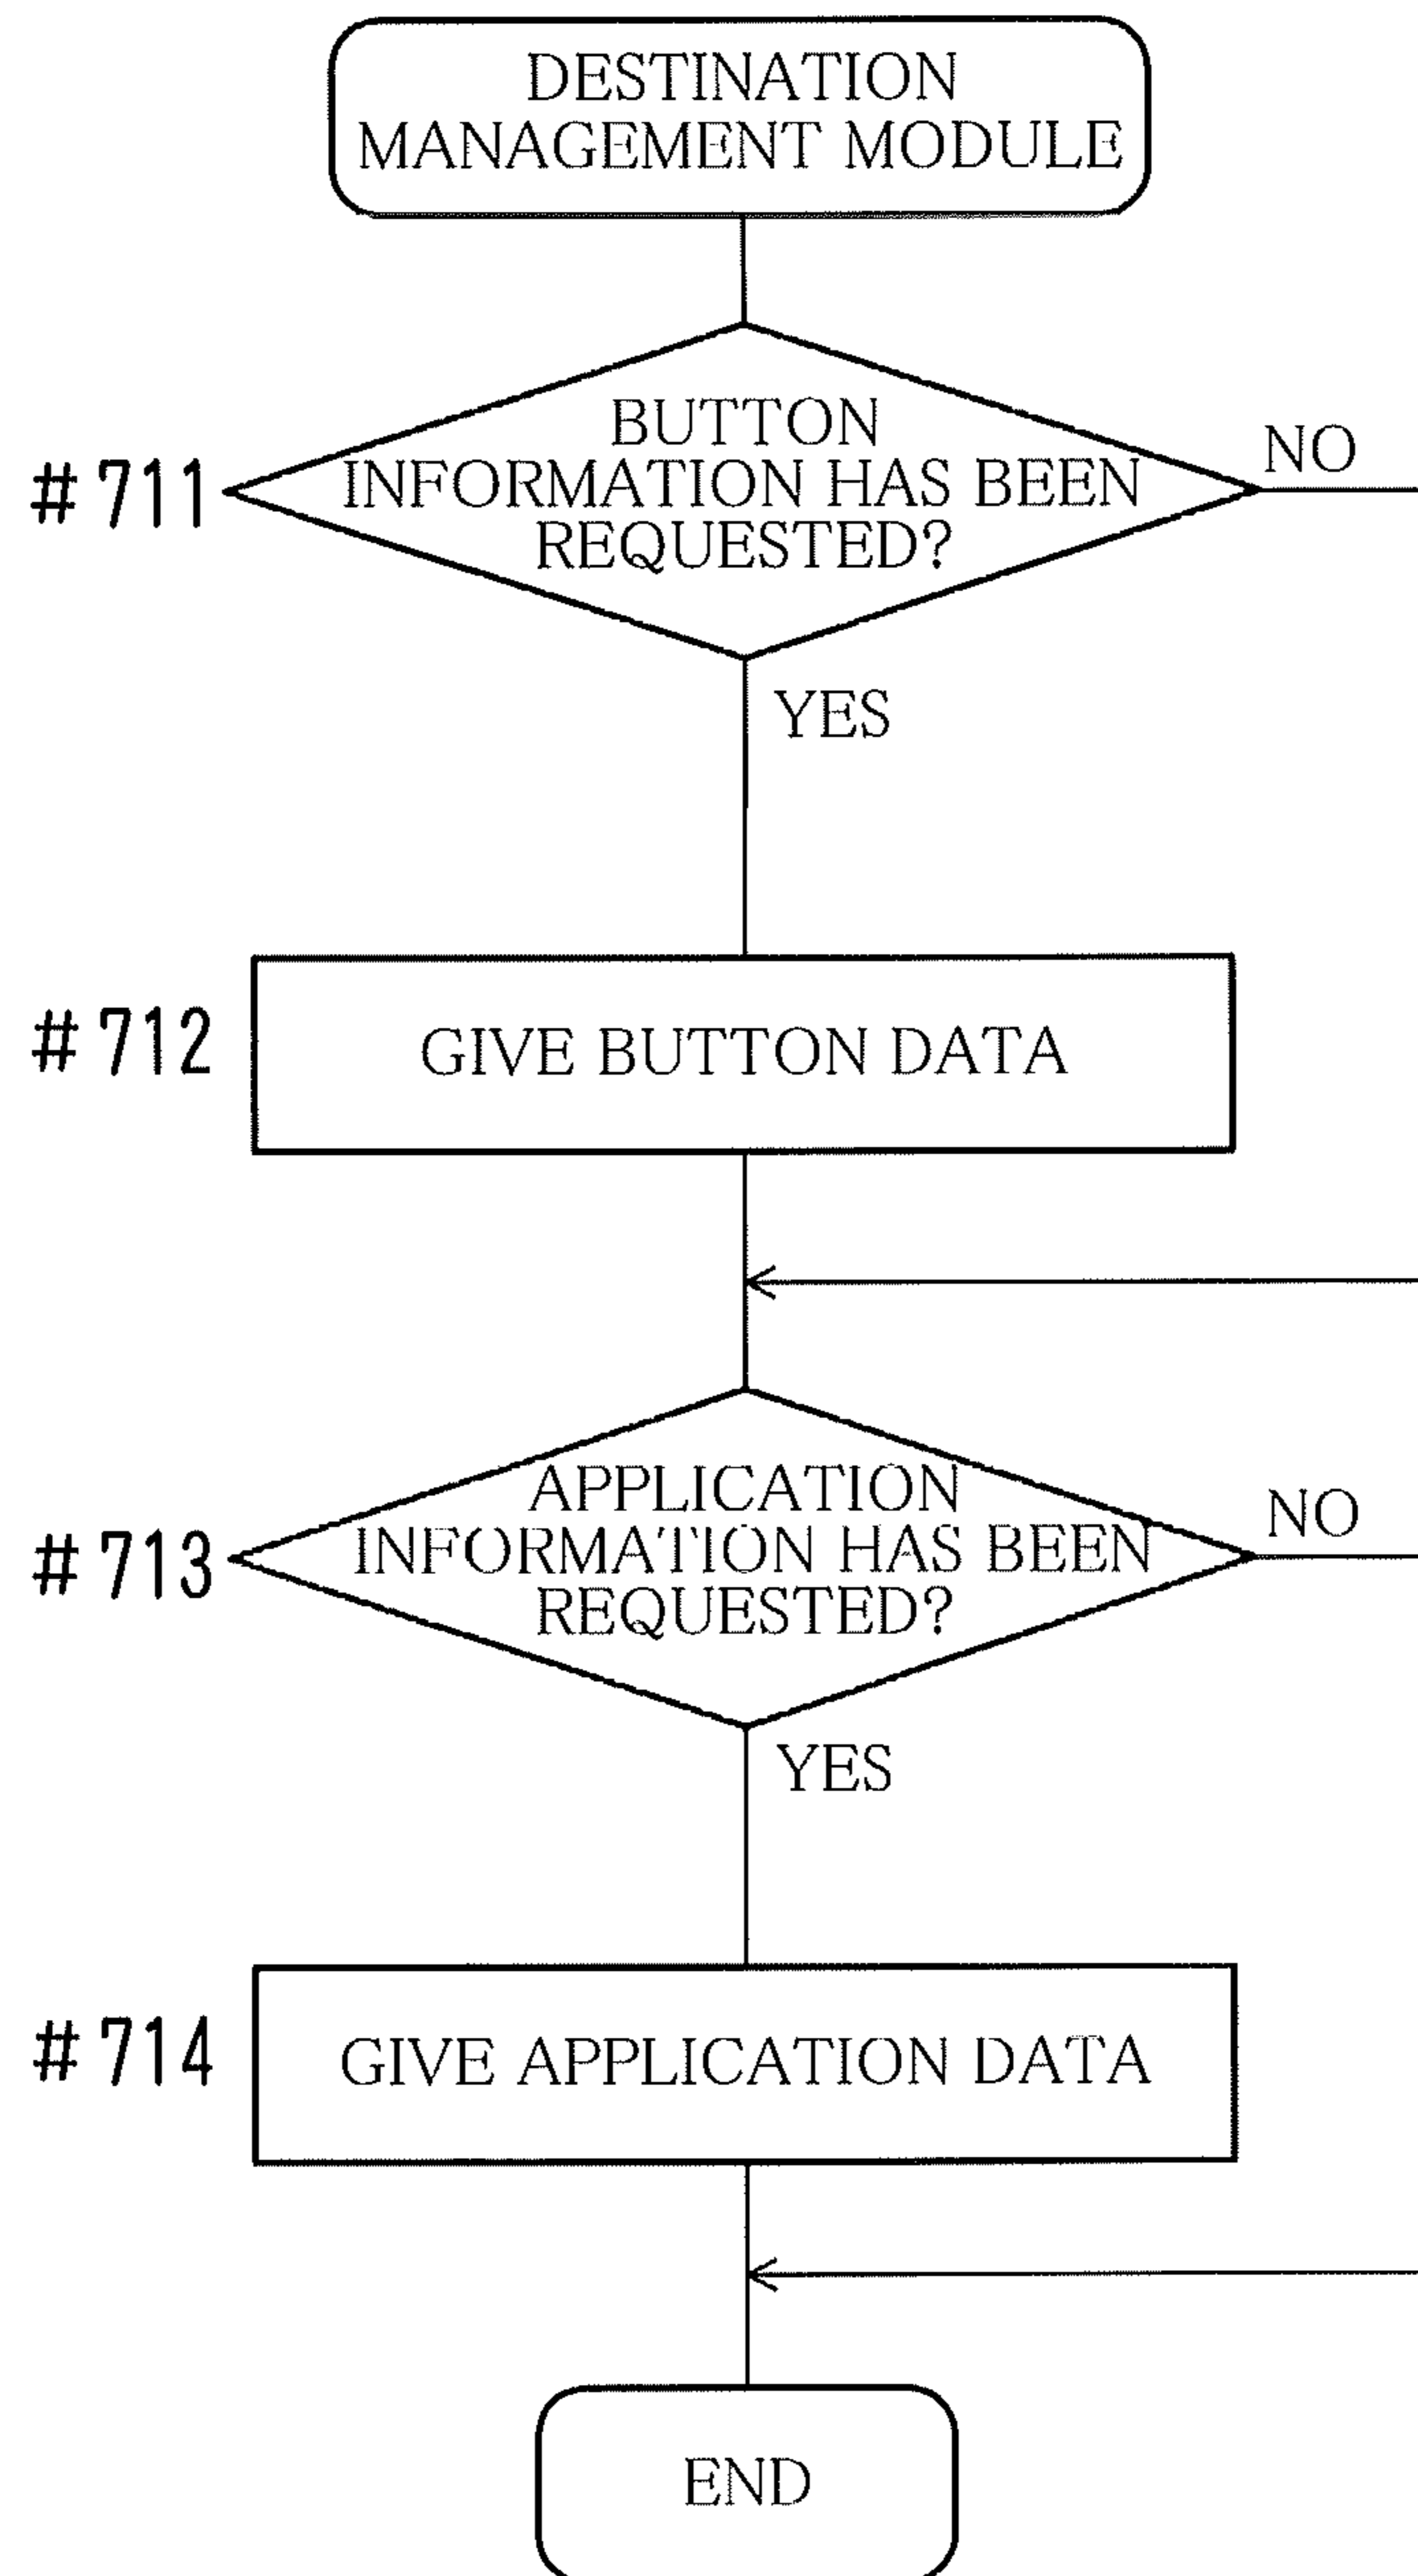 DESTINATION
MANAGEMENT MODULE
BUTTON
INFORMATION HAS BEEN
REQUESTED?
NO
#711
YES
#712
GIVE BUTTON DATA
APPLICATION
INFORMATION HAS BEEN
REQUESTED?
NO
#713
YES
#714
GIVE APPLICATION DATA
END